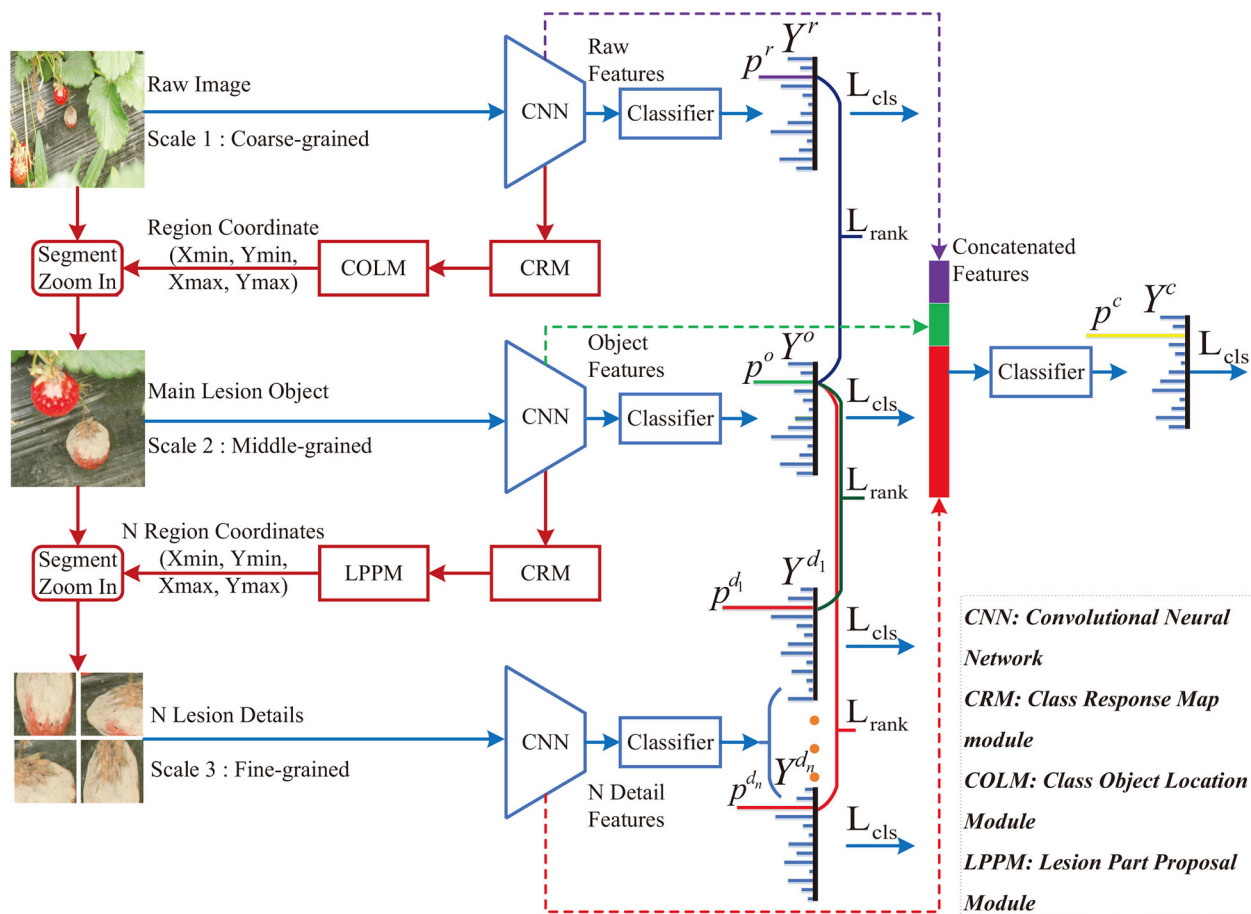 Raw Image
Scale 1 : Coarse-grained
CNN
Raw
Features
Classifier
p^r
Y^r
L_cls
Segment
Zoom In
Region Coordinate
(Xmin, Ymin,
Xmax, Ymax)
COLM
CRM
L_rank
Concatenated
Features
Main Lesion Object
Scale 2 : Middle-grained
CNN
Object
Features
Classifier
p^o
Y^o
L_cls
Classifier
p^c
Y^c
L_cls
L_rank
Segment
Zoom In
N Region Coordinates
(Xmin, Ymin,
Xmax, Ymax)
LPPM
CRM
p^{d_1}
Y^{d_1}
L_cls
N Lesion Details
Scale 3 : Fine-grained
CNN
Classifier
N Detail
Features
L_rank
p^{d_n}
Y^{d_n}
L_cls
CNN: Convolutional Neural
Network
CRM: Class Response Map
module
COLM: Class Object Location
Module
LPPM: Lesion Part Proposal
Module